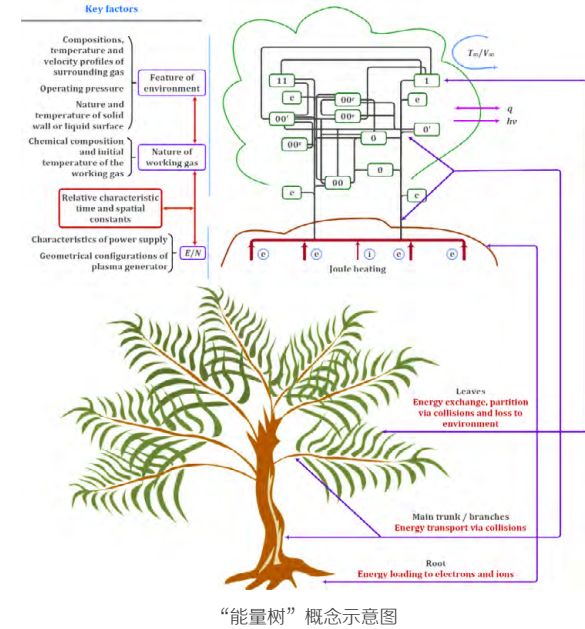 Key factors
Compositions,
temperature and
velocity profiles of
surrounding gas
Operating pressure
Nature and
temperature of solid
wall or liquid surface
Feature of
environment
Chemical composition
and initial
temperature of the
working gas
Nature of
working gas
Relative characteristic
time and spatial
constants
Characteristics of power supply
Geometrical configurations of
plasma generator
E/N
T∞/V∞
11
1
e
00ᵛ
e
00'
00ᵛ
0'
00ᵛ
0
0
00
e
e
q
hν
e
e
i
e
e
Joule heating
Leaves
Energy exchange, partition
via collisions and loss to
environment
Main trunk / branches
Energy transport via collisions
Root
Energy loading to electrons and ions
“能量树”概念示意图